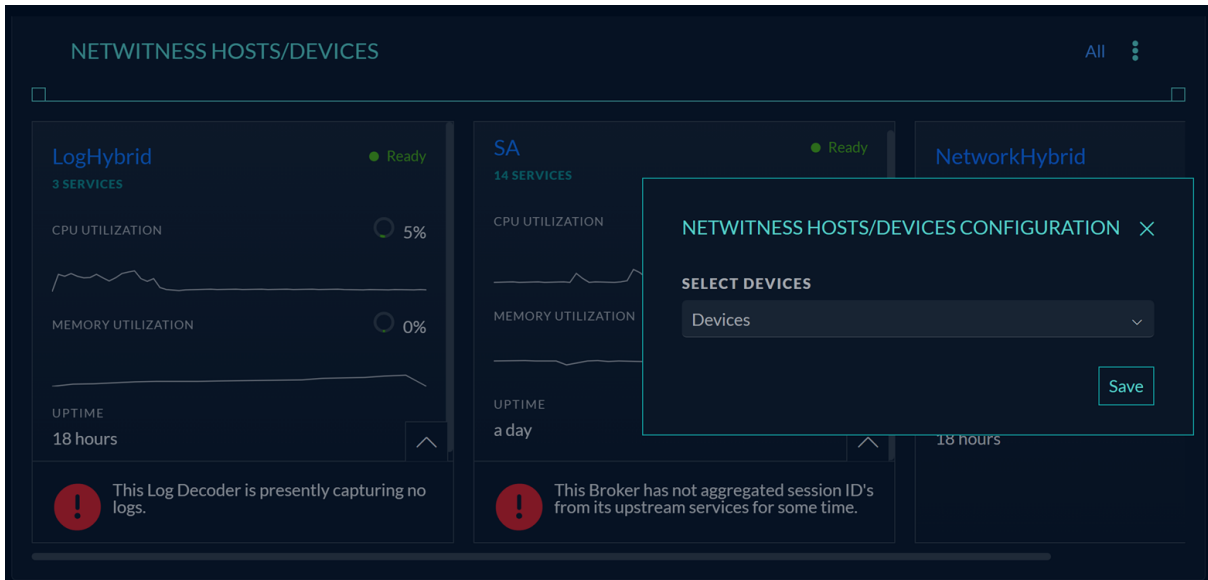 NETWITNESS HOSTS/DEVICES
All
LogHybrid
Ready
3 SERVICES
CPU UTILIZATION
5%
MEMORY UTILIZATION
0%
UPTIME
18 hours
This Log Decoder is presently capturing no
logs.
SA
Ready
14 SERVICES
CPU UTILIZATION
MEMORY UTILIZATION
UPTIME
a day
This Broker has not aggregated session ID's
from its upstream services for some time.
NetworkHybrid
18 hours
NETWITNESS HOSTS/DEVICES CONFIGURATION
SELECT DEVICES
Devices
Save